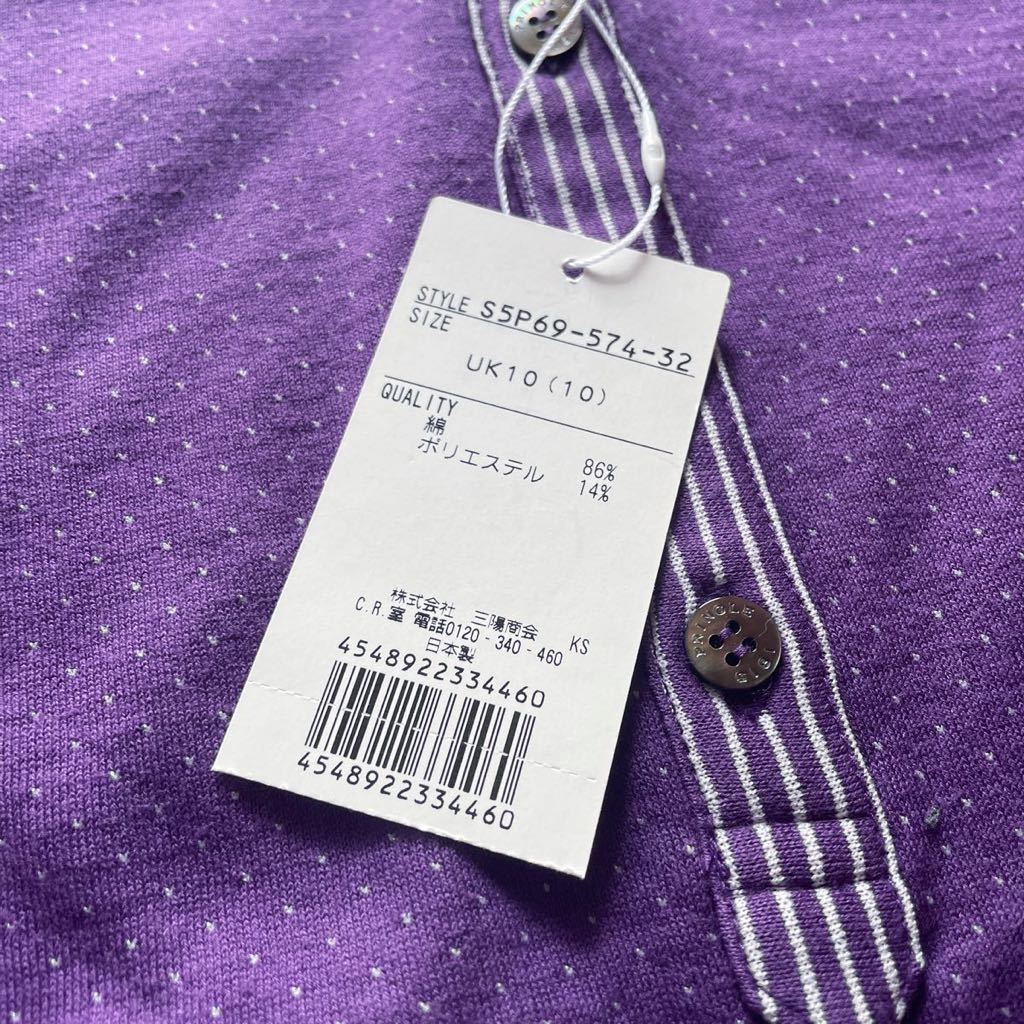 STYLE S5P69-574-32
SIZE
UK10(10)
QUALITY
綿 86%
ポリエステル 14%
株式会社 三陽商会
C.R.室 電話0120-340-460 KS
日本製
4548922334460
4548922334460
PRINGLE 1815